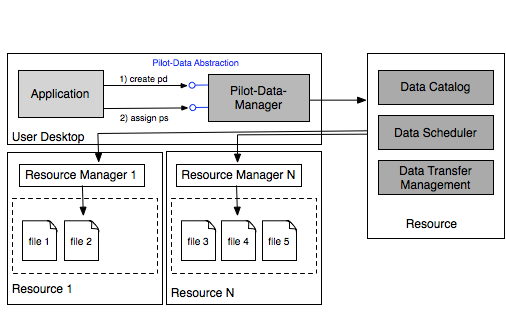 Pilot-Data Abstraction
1) create pd
Application
Pilot-Data-
Manager
2) assign ps
User Desktop
Data Catalog
Data Scheduler
Data Transfer
Management
Resource
Resource Manager 1
file 1
file 2
Resource 1
Resource Manager N
file 3
file 4
file 5
Resource N